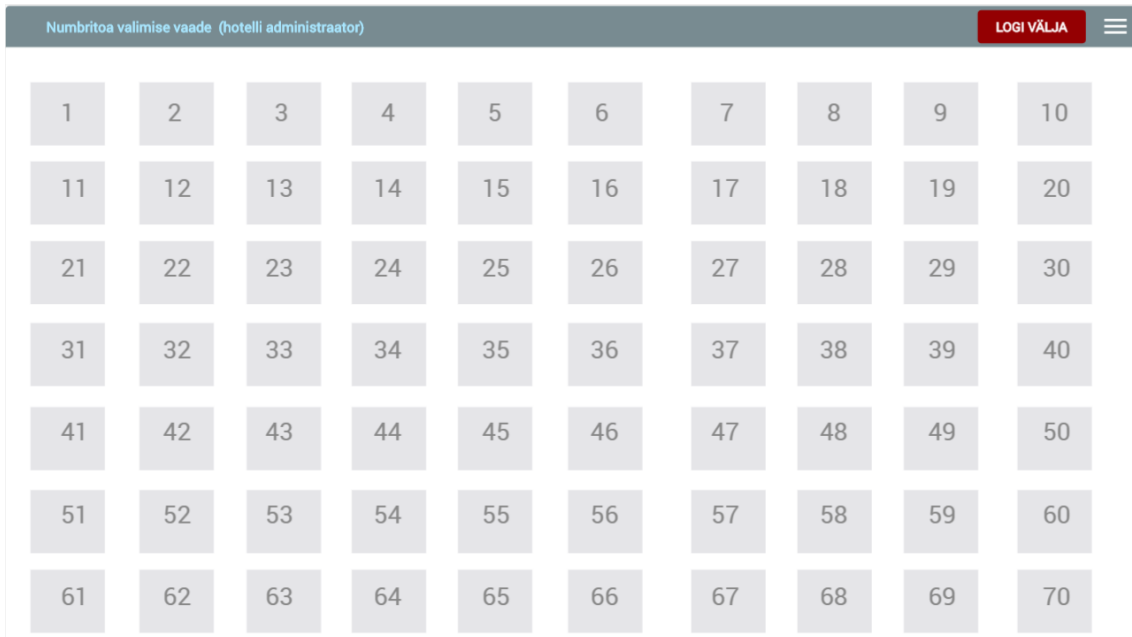 Numbritoa valimise vaade (hotelli administraator) LOGI VÄLJA
1 2 3 4 5 6 7 8 9 10
11 12 13 14 15 16 17 18 19 20
21 22 23 24 25 26 27 28 29 30
31 32 33 34 35 36 37 38 39 40
41 42 43 44 45 46 47 48 49 50
51 52 53 54 55 56 57 58 59 60
61 62 63 64 65 66 67 68 69 70